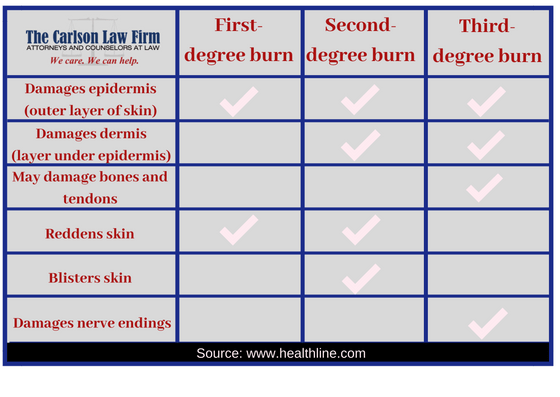 The Carlson Law Firm
ATTORNEYS AND COUNSELORS AT LAW
We care. We can help.
First-
degree burn
Second-
degree burn
Third-
degree burn
Damages epidermis
(outer layer of skin)
Damages dermis
(layer under epidermis)
May damage bones and
tendons
Reddens skin
Blisters skin
Damages nerve endings
Source: www.healthline.com